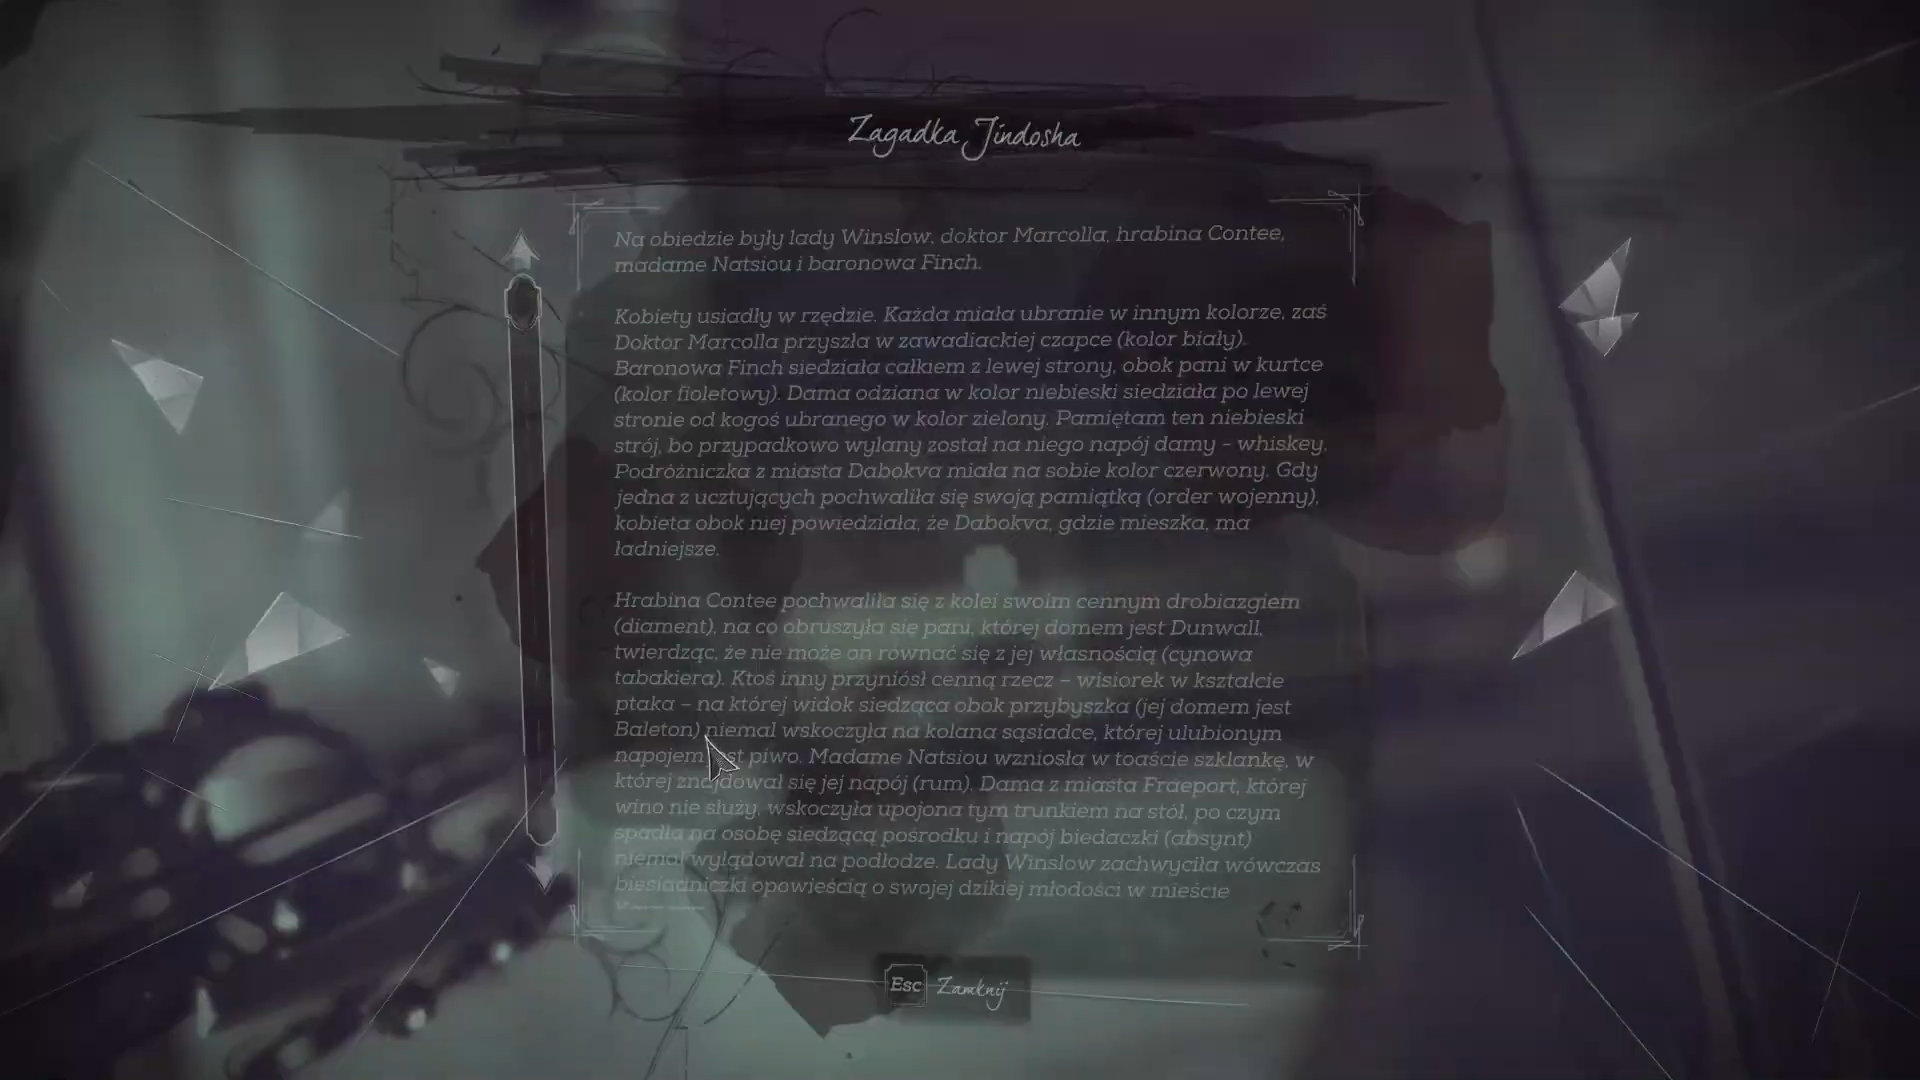 Zagadka Jindosha
Na obiedzie były lady Winslow, doktor Marcolla, hrabina Contee,
madame Natsiou i baronowa Finch.
Kobiety usiadły w rzędzie. Każda miała ubranie w innym kolorze, zaś
Doktor Marcolla przyszła w zawadiackiej czapce (kolor biały).
Baronowa Finch siedziała całkiem z lewej strony, obok pani w kurtce
(kolor fioletowy). Dama odziana w kolor niebieski siedziała po lewej
stronie od kogoś ubranego w kolor zielony. Pamiętam ten niebieski
strój, bo przypadkowo wylany został na niego napój damy – whiskey.
Podróżniczka z miasta Dabokva miała na sobie kolor czerwony. Gdy
jedna z ucztujących pochwaliła się swoją pamiątką (order wojenny),
kobieta obok niej powiedziała, że Dabokva, gdzie mieszka, ma
ładniejsze.
Hrabina Contee pochwaliła się z kolei swoim cennym drobiazgiem
(diament), na co obruszyła się pani, której domem jest Dunwall,
twierdząc, że nie może on równać się z jej własnością (cynowa
tabakiera). Ktoś inny przyniósł cenną rzecz – wisiorek w kształcie
ptaka – na której widok siedząca obok przybyszka (jej domem jest
Baleton) niemal wskoczyła na kolana sąsiadce, której ulubionym
napojem jest piwo. Madame Natsiou wzniosła w toaście szklankę, w
której znajdował się jej napój (rum). Dama z miasta Fraeport, której
wino nie służy, wskoczyła upojona tym trunkiem na stół, po czym
spadła na osobę siedzącą pośrodku i napój biedaczki (absynt)
niemal wylądował na podłodze. Lady Winslow zachwyciła wówczas
biesiadniczki opowieścią o swojej dzikiej młodości w mieście
Esc Zamknij